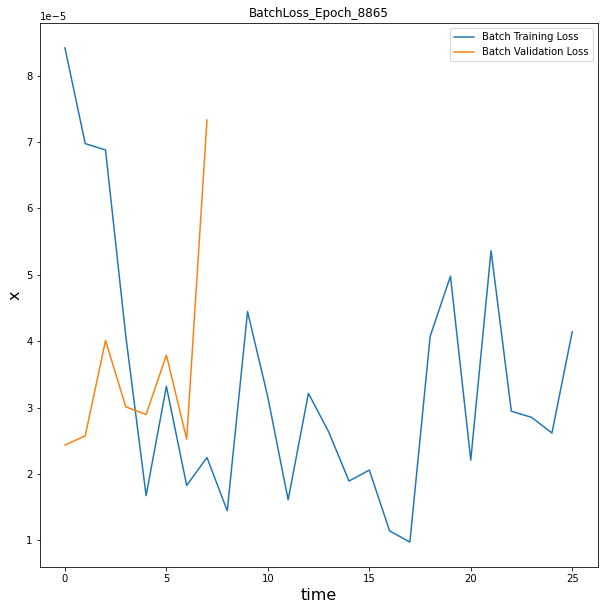 BatchLoss_Epoch_8865
1e−5
Batch Training Loss
Batch Validation Loss
8
7
6
5
4
3
2
1
x
0 5 10 15 20 25
time